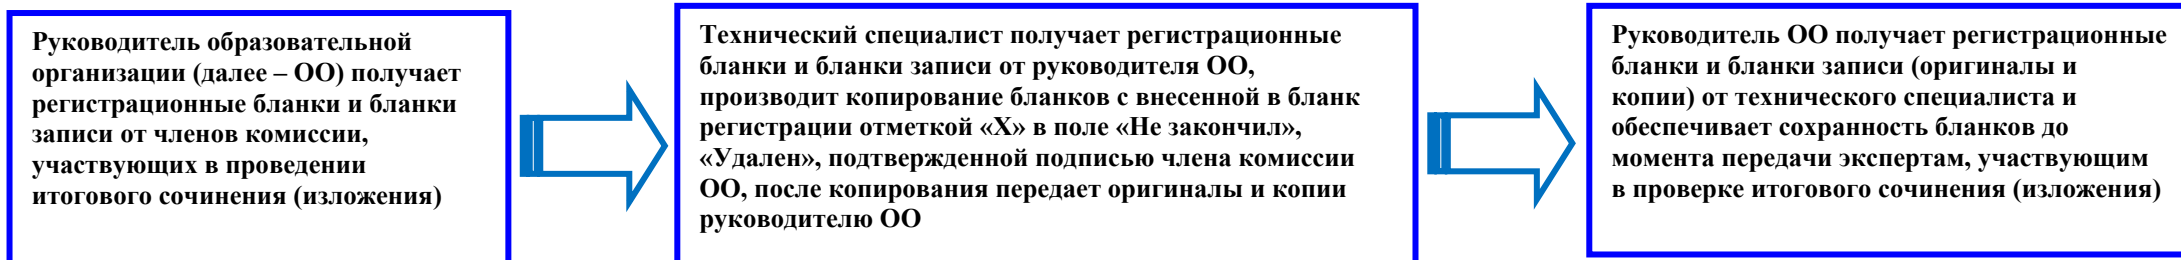 Руководитель образовательной
организации (далее – ОО) получает
регистрационные бланки и бланки
записи от членов комиссии,
участвующих в проведении
итогового сочинения (изложения)
Технический специалист получает регистрационные
бланки и бланки записи от руководителя ОО,
производит копирование бланков с внесенной в бланк
регистрации отметкой «Х» в поле «Не закончил»,
«Удален», подтвержденной подписью члена комиссии
ОО, после копирования передает оригиналы и копии
руководителю ОО
Руководитель ОО получает регистрационные
бланки и бланки записи (оригиналы и
копии) от технического специалиста и
обеспечивает сохранность бланков до
момента передачи экспертам, участвующим
в проверке итогового сочинения (изложения)